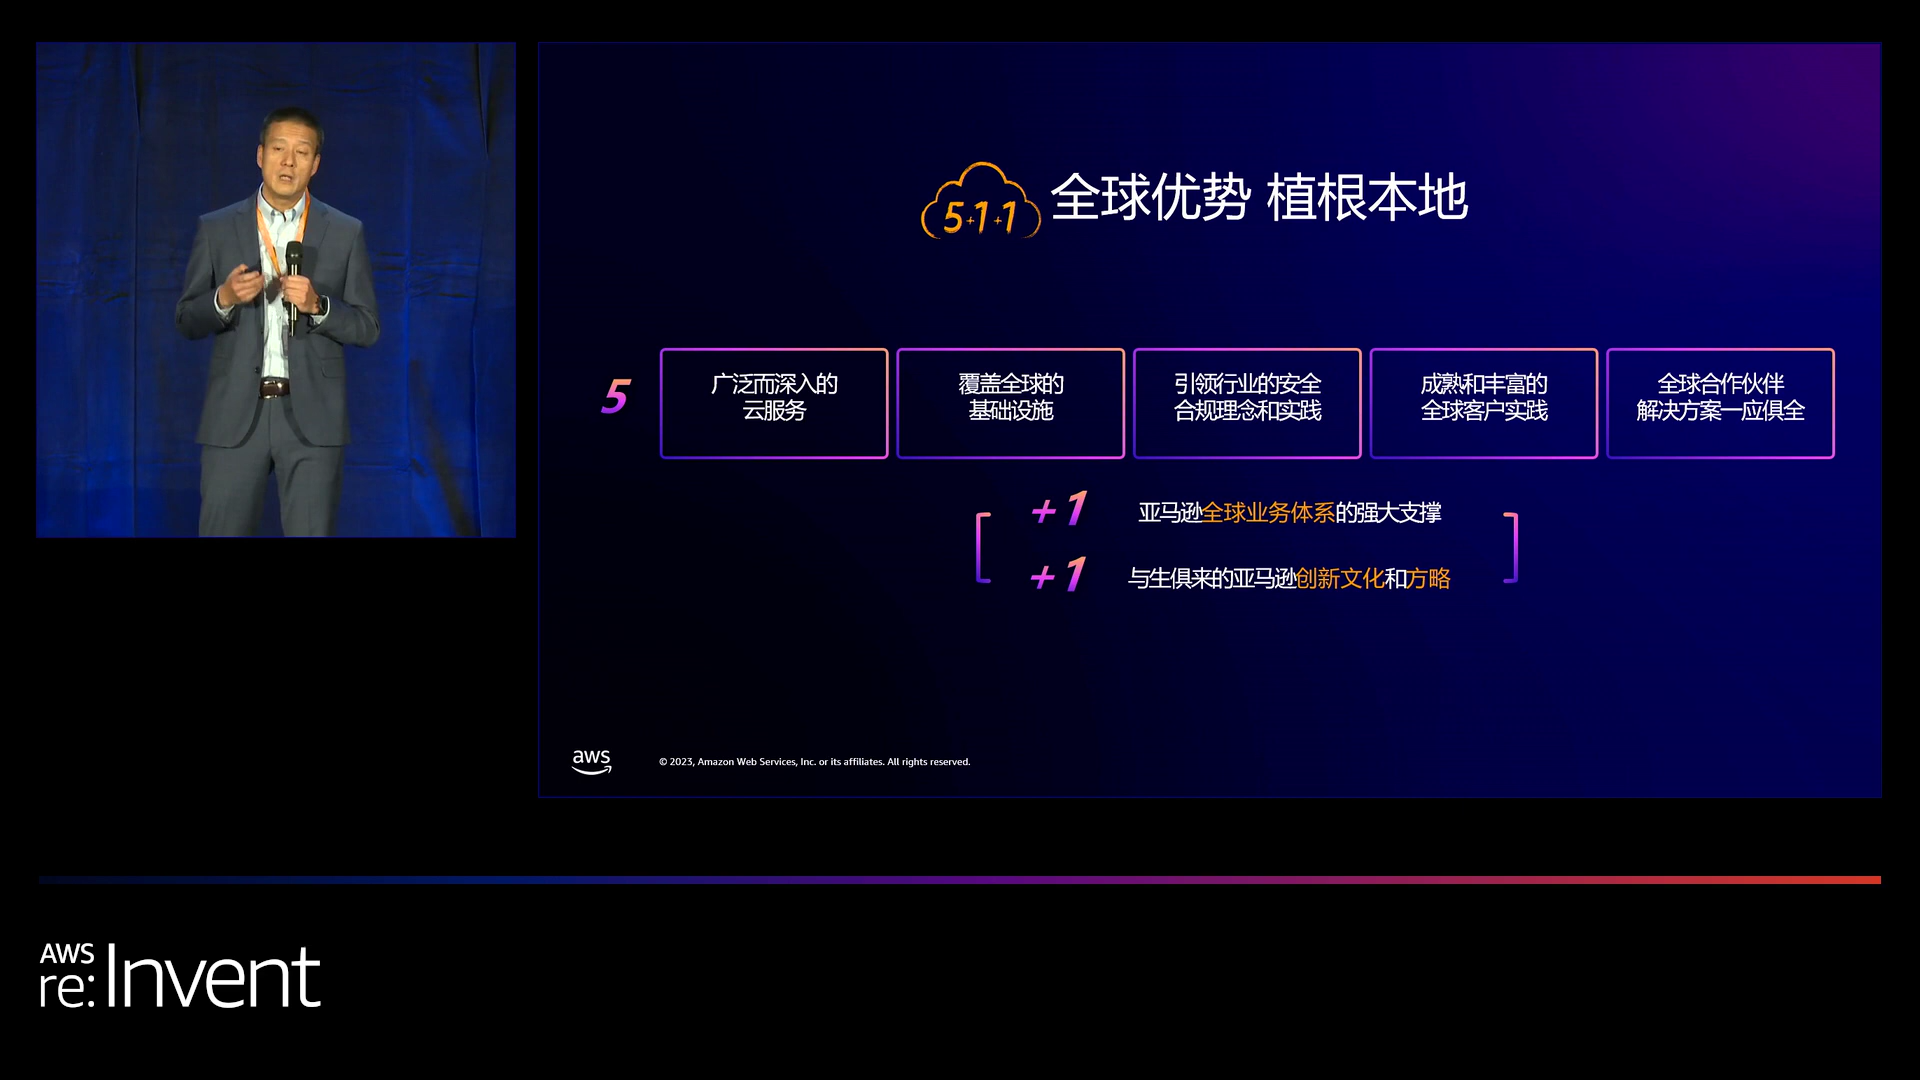 5+1+1 全球优势 植根本地
5
广泛而深入的
云服务
覆盖全球的
基础设施
引领行业的安全
合规理念和实践
成熟和丰富的
全球客户实践
全球合作伙伴
解决方案一应俱全
+1 亚马逊全球业务体系的强大支撑
+1 与生俱来的亚马逊创新文化和方略
aws
© 2023, Amazon Web Services, Inc. or its affiliates. All rights reserved.
AWS
re:Invent